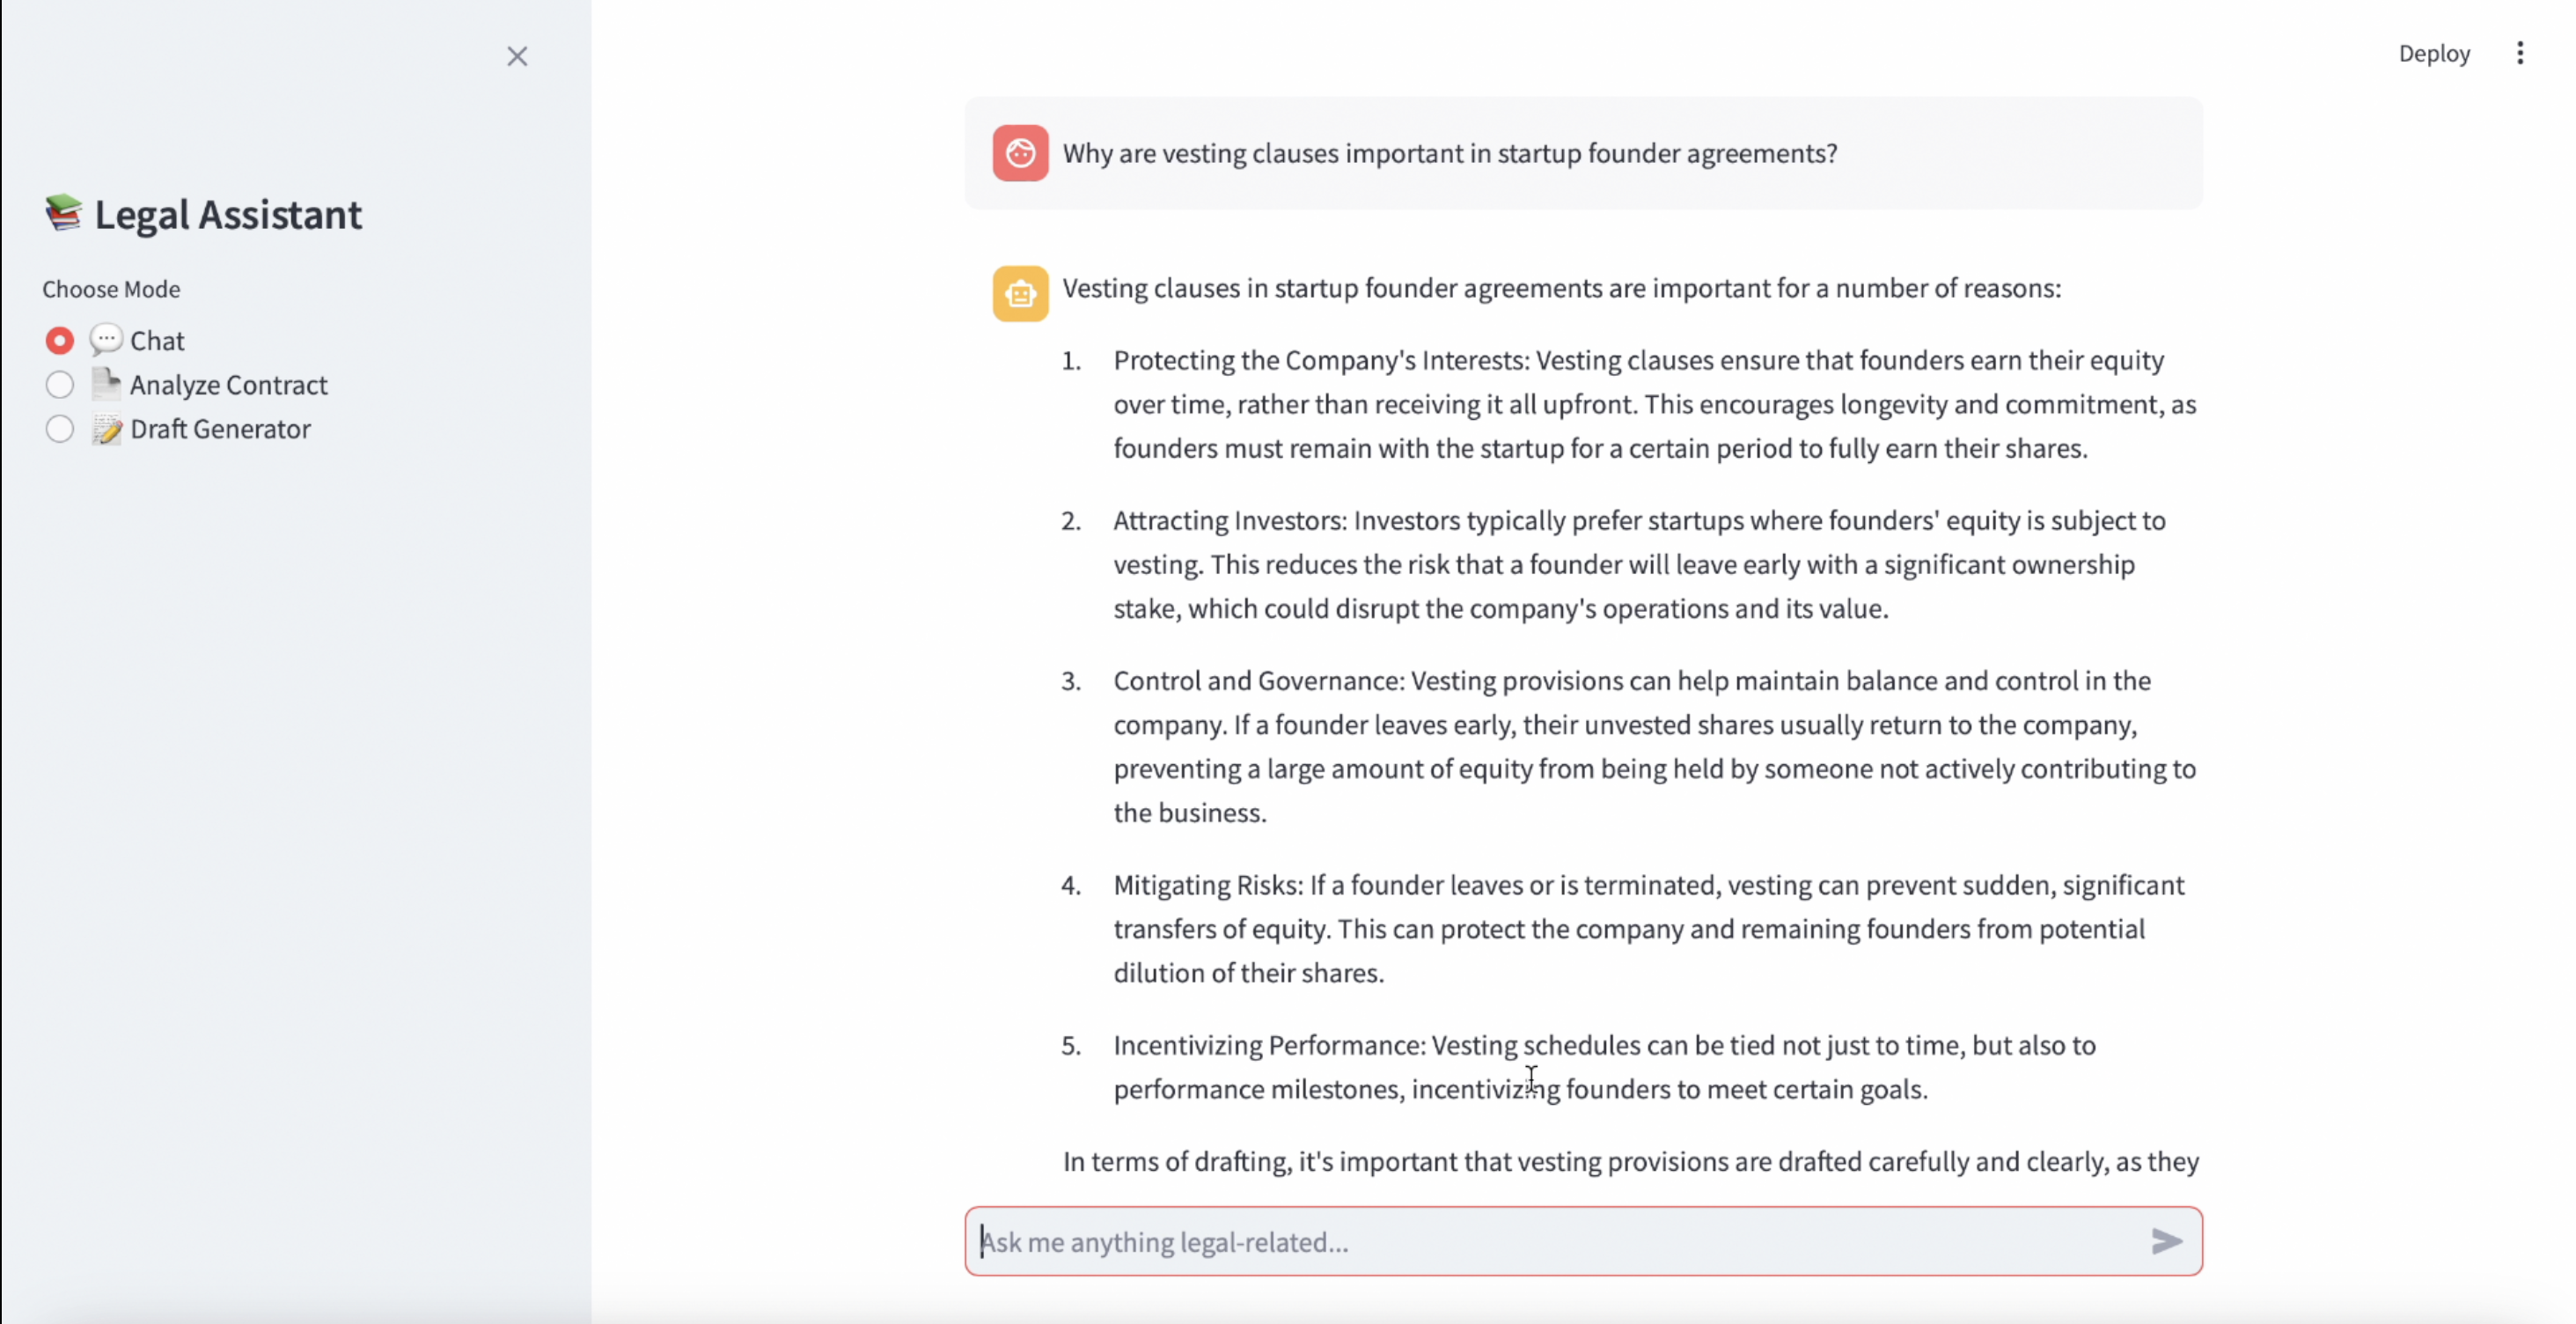 Deploy
Legal Assistant
Choose Mode
Chat
Analyze Contract
Draft Generator
Why are vesting clauses important in startup founder agreements?
Vesting clauses in startup founder agreements are important for a number of reasons:
1. Protecting the Company's Interests: Vesting clauses ensure that founders earn their equity
over time, rather than receiving it all upfront. This encourages longevity and commitment, as
founders must remain with the startup for a certain period to fully earn their shares.
2. Attracting Investors: Investors typically prefer startups where founders' equity is subject to
vesting. This reduces the risk that a founder will leave early with a significant ownership
stake, which could disrupt the company's operations and its value.
3. Control and Governance: Vesting provisions can help maintain balance and control in the
company. If a founder leaves early, their unvested shares usually return to the company,
preventing a large amount of equity from being held by someone not actively contributing to
the business.
4. Mitigating Risks: If a founder leaves or is terminated, vesting can prevent sudden, significant
transfers of equity. This can protect the company and remaining founders from potential
dilution of their shares.
5. Incentivizing Performance: Vesting schedules can be tied not just to time, but also to
performance milestones, incentivizing founders to meet certain goals.
In terms of drafting, it's important that vesting provisions are drafted carefully and clearly, as they
Ask me anything legal-related...